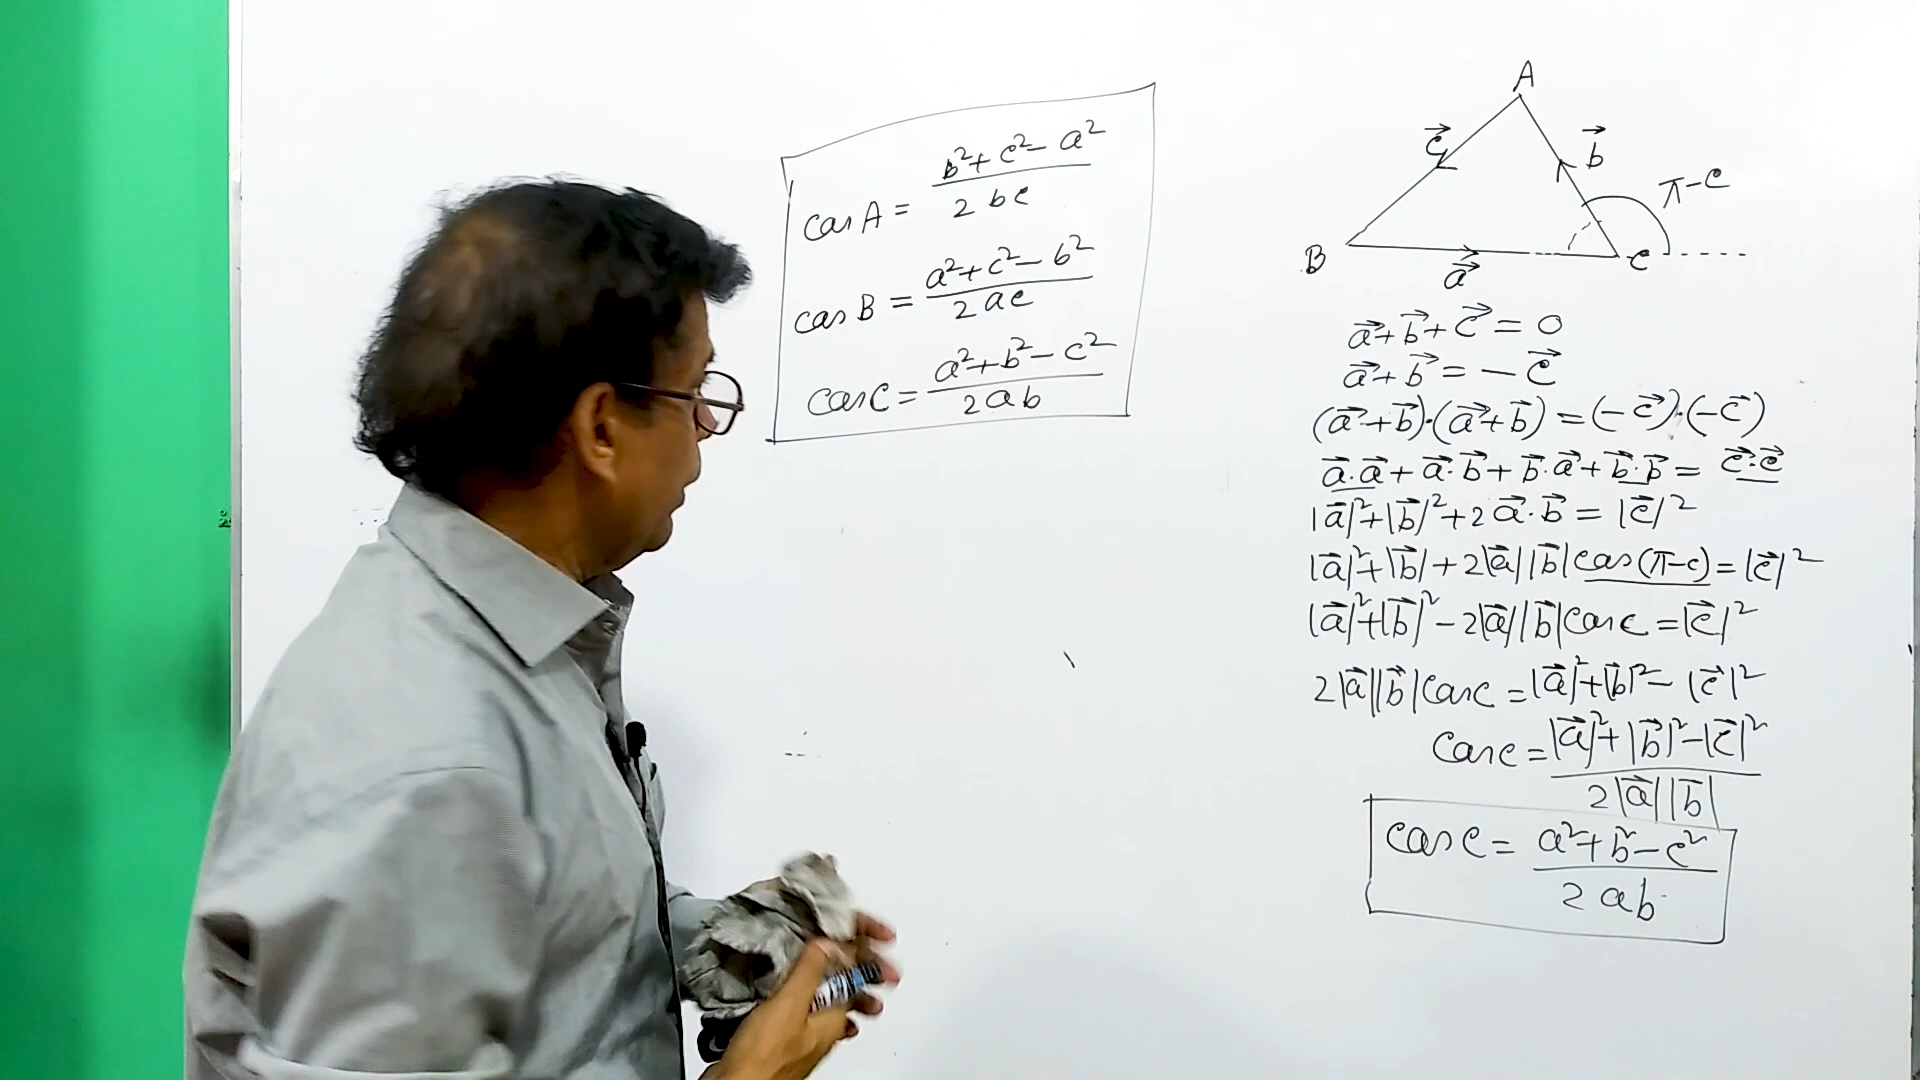 cos A = b²+c²-a² / 2bc
cos B = a²+c²-b² / 2ac
cos C = a²+b²-c² / 2ab
A
c⃗
b⃗
π-C
B
a⃗
C
a⃗+b⃗+c⃗ = 0
a⃗+b⃗ = -c⃗
(a⃗+b⃗)·(a⃗+b⃗) = (-c⃗)·(-c⃗)
a⃗·a⃗+a⃗·b⃗+b⃗·a⃗+b⃗·b⃗ = c⃗·c⃗
|a⃗|²+|b⃗|²+2a⃗·b⃗ = |c⃗|²
|a⃗|²+|b⃗|²+2|a⃗||b⃗|cos(π-c) = |c⃗|²
|a⃗|²+|b⃗|²-2|a⃗||b⃗|cos c = |c⃗|²
2|a⃗||b⃗|cos c = |a⃗|²+|b⃗|²-|c⃗|²
cos c = |a⃗|²+|b⃗|²-|c⃗|² / 2|a⃗||b⃗|
cos c = a²+b²-c² / 2ab